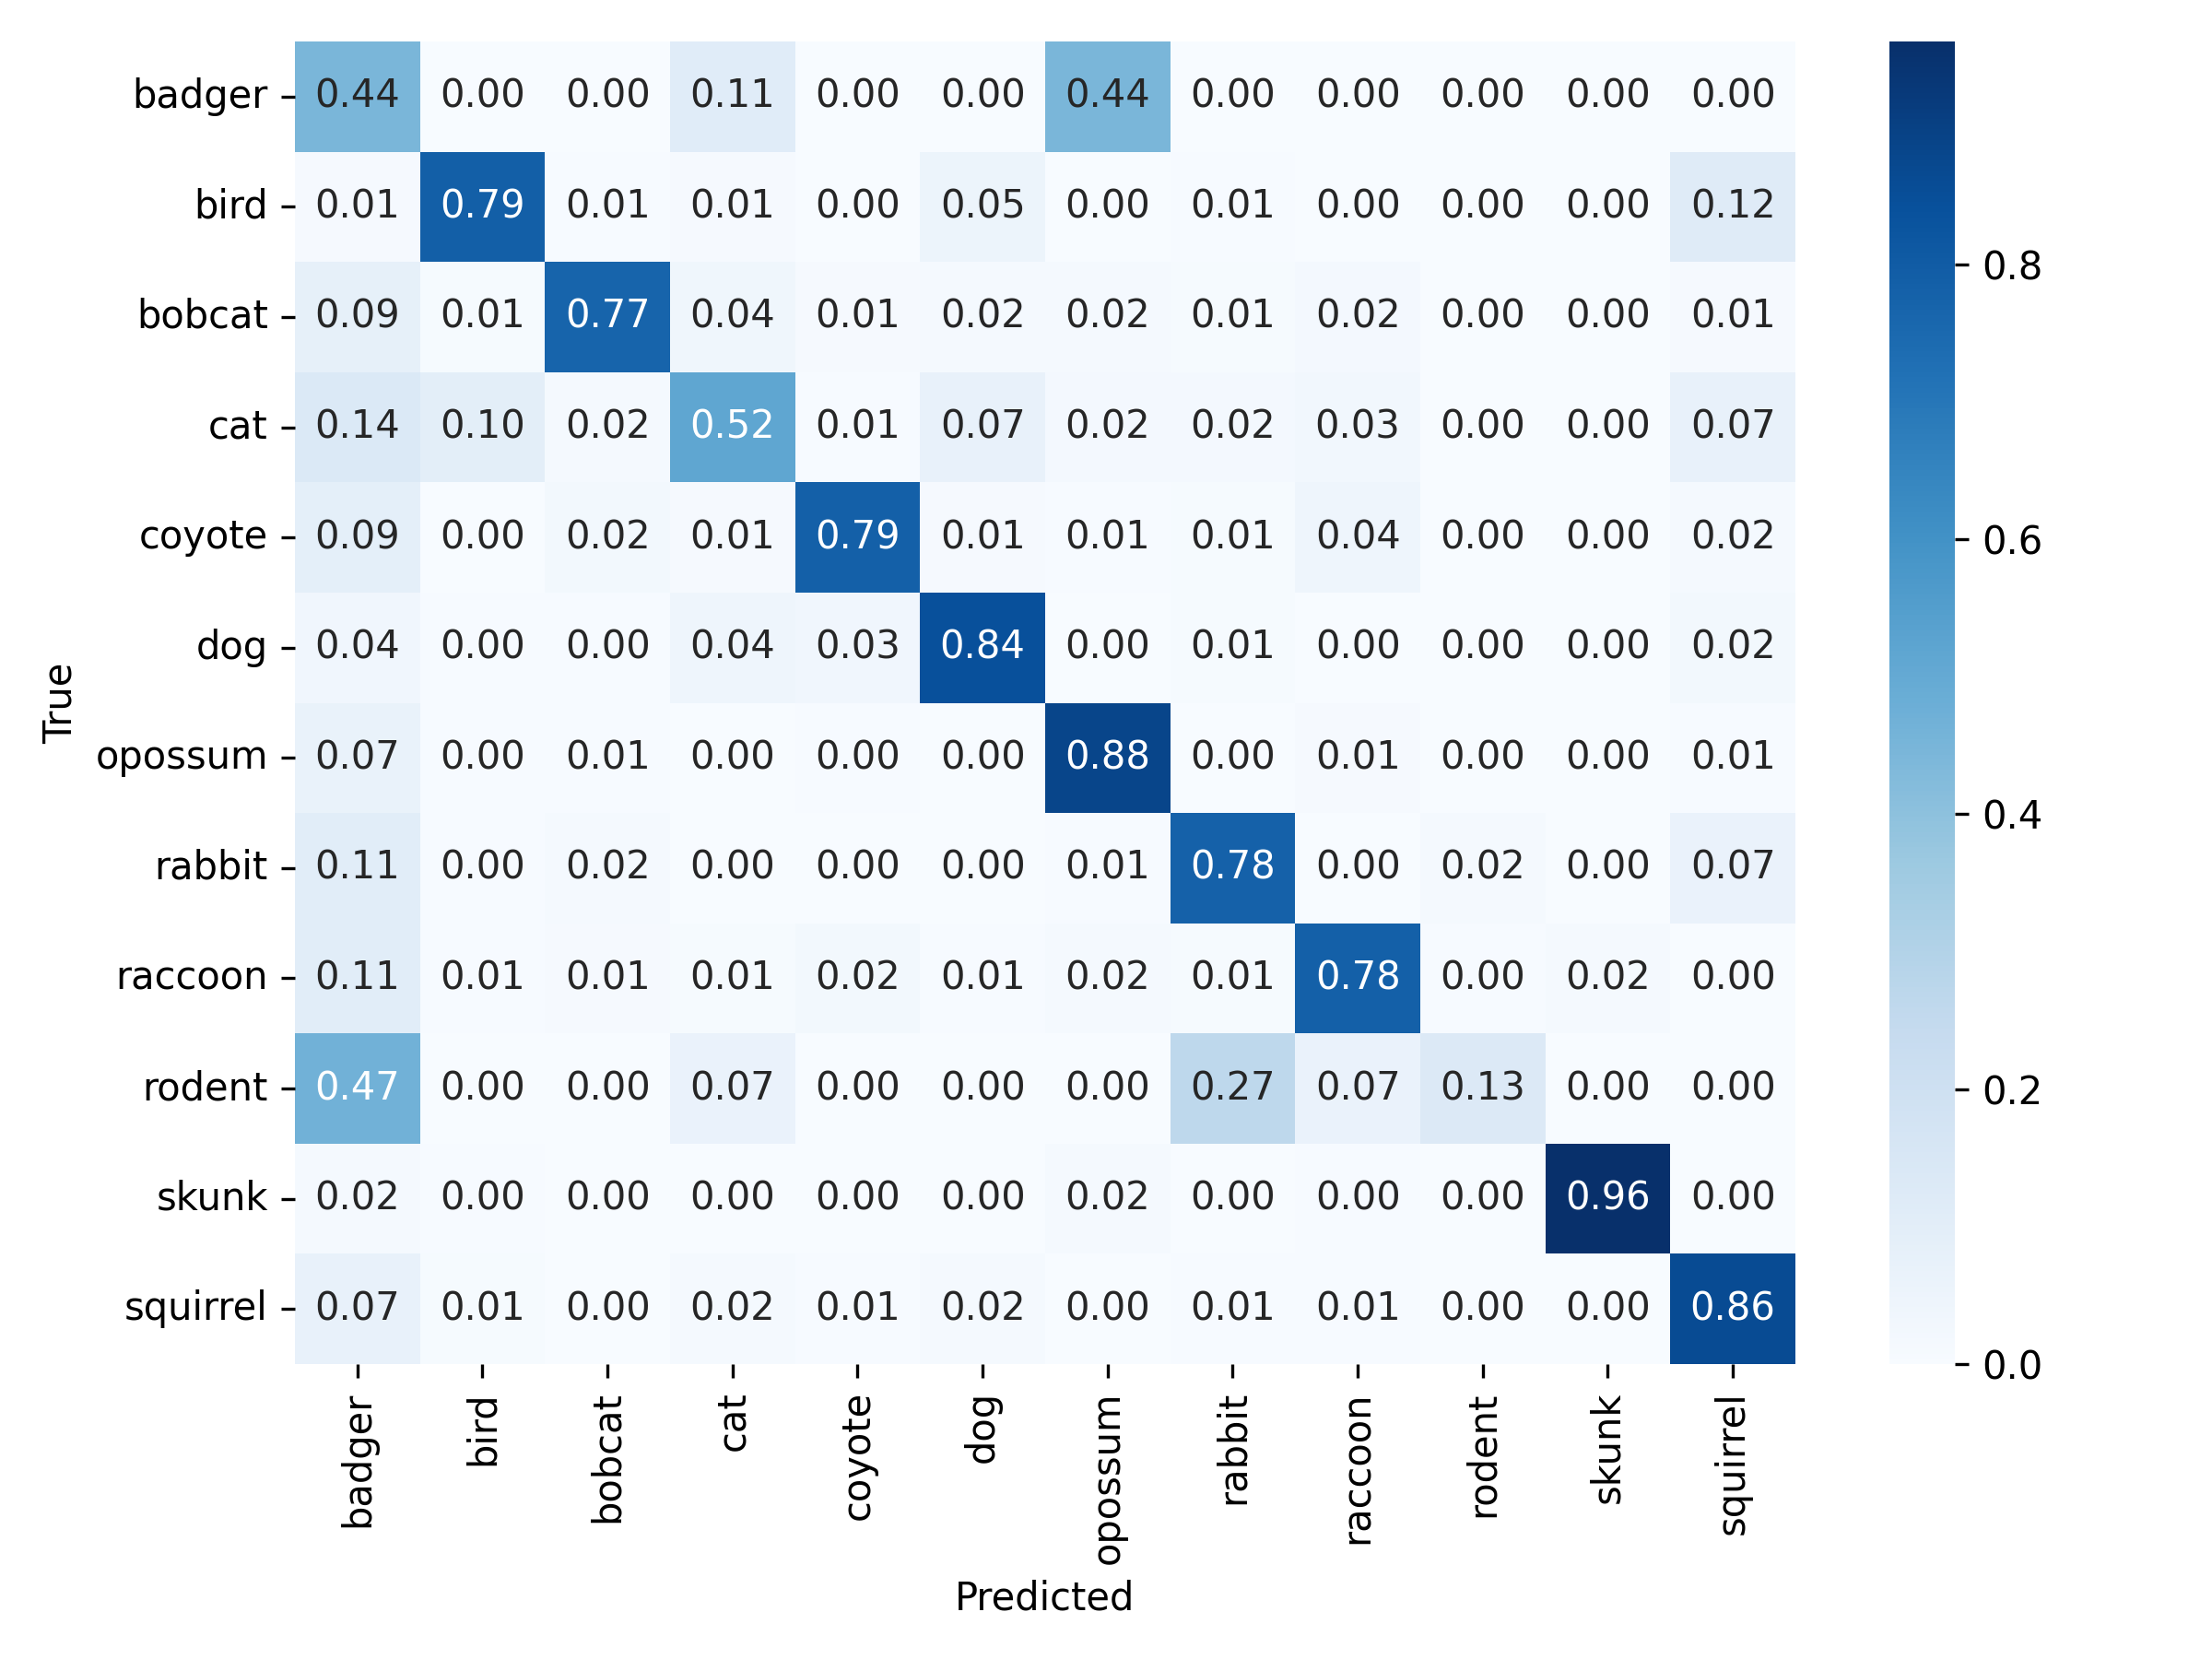 badger 0.44 0.00 0.00 0.11 0.00 0.00 0.44 0.00 0.00 0.00 0.00 0.00
bird 0.01 0.79 0.01 0.01 0.00 0.05 0.00 0.01 0.00 0.00 0.00 0.12
bobcat 0.09 0.01 0.77 0.04 0.01 0.02 0.02 0.01 0.02 0.00 0.00 0.01
cat 0.14 0.10 0.02 0.52 0.01 0.07 0.02 0.02 0.03 0.00 0.00 0.07
coyote 0.09 0.00 0.02 0.01 0.79 0.01 0.01 0.01 0.04 0.00 0.00 0.02
dog 0.04 0.00 0.00 0.04 0.03 0.84 0.00 0.01 0.00 0.00 0.00 0.02
opossum 0.07 0.00 0.01 0.00 0.00 0.00 0.88 0.00 0.01 0.00 0.00 0.01
rabbit 0.11 0.00 0.02 0.00 0.00 0.00 0.01 0.78 0.00 0.02 0.00 0.07
raccoon 0.11 0.01 0.01 0.01 0.02 0.01 0.02 0.01 0.78 0.00 0.02 0.00
rodent 0.47 0.00 0.00 0.07 0.00 0.00 0.00 0.27 0.07 0.13 0.00 0.00
skunk 0.02 0.00 0.00 0.00 0.00 0.00 0.02 0.00 0.00 0.00 0.96 0.00
squirrel 0.07 0.01 0.00 0.02 0.01 0.02 0.00 0.01 0.01 0.00 0.00 0.86
badger bird bobcat cat coyote dog opossum rabbit raccoon rodent skunk squirrel
Predicted
True
0.8
0.6
0.4
0.2
0.0